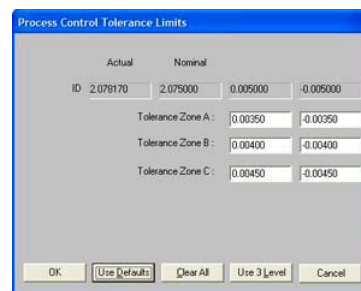 Process Control Tolerance Limits
Actual Nominal
ID 2.078170 2.075000 0.005000 -0.005000
Tolerance Zone A : 0.00350 -0.00350
Tolerance Zone B : 0.00400 -0.00400
Tolerance Zone C : 0.00450 -0.00450
OK Use Defaults Clear All Use 3 Level Cancel